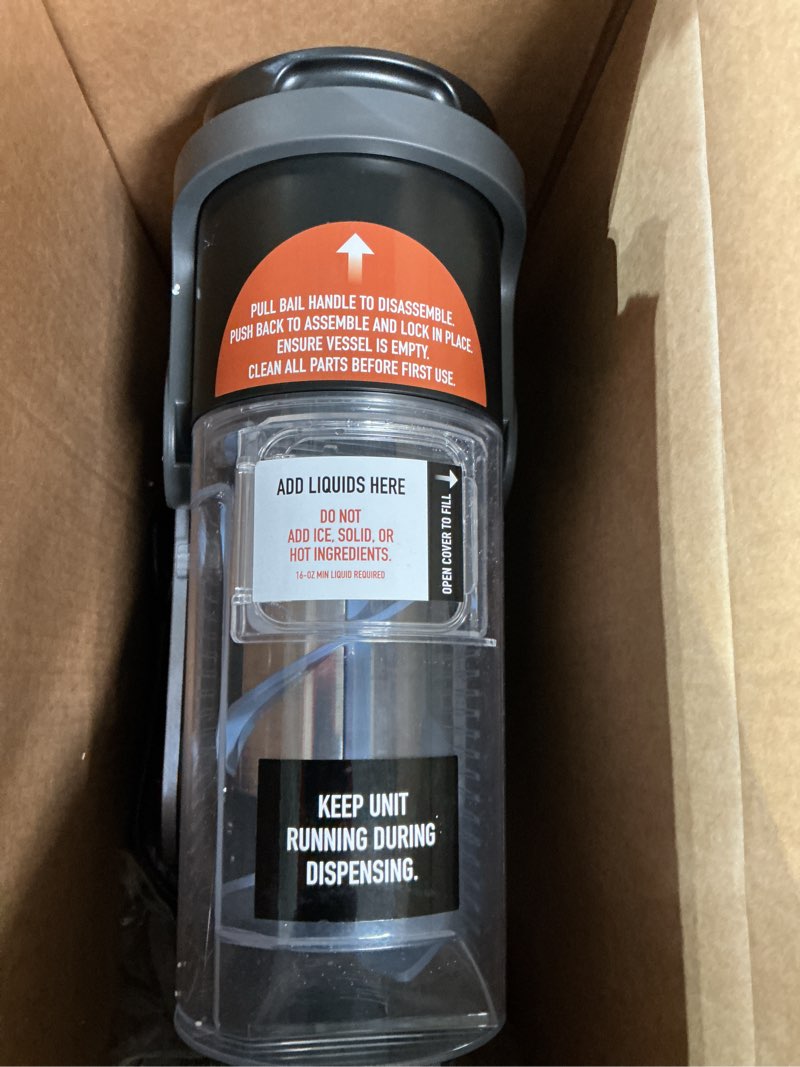 PULL BAIL HANDLE TO DISASSEMBLE.
PUSH BACK TO ASSEMBLE AND LOCK IN PLACE.
ENSURE VESSEL IS EMPTY.
CLEAN ALL PARTS BEFORE FIRST USE.
ADD LIQUIDS HERE
DO NOT
ADD ICE, SOLID, OR
HOT INGREDIENTS.
16-OZ MIN LIQUID REQUIRED
OPEN COVER TO FILL
KEEP UNIT
RUNNING DURING
DISPENSING.